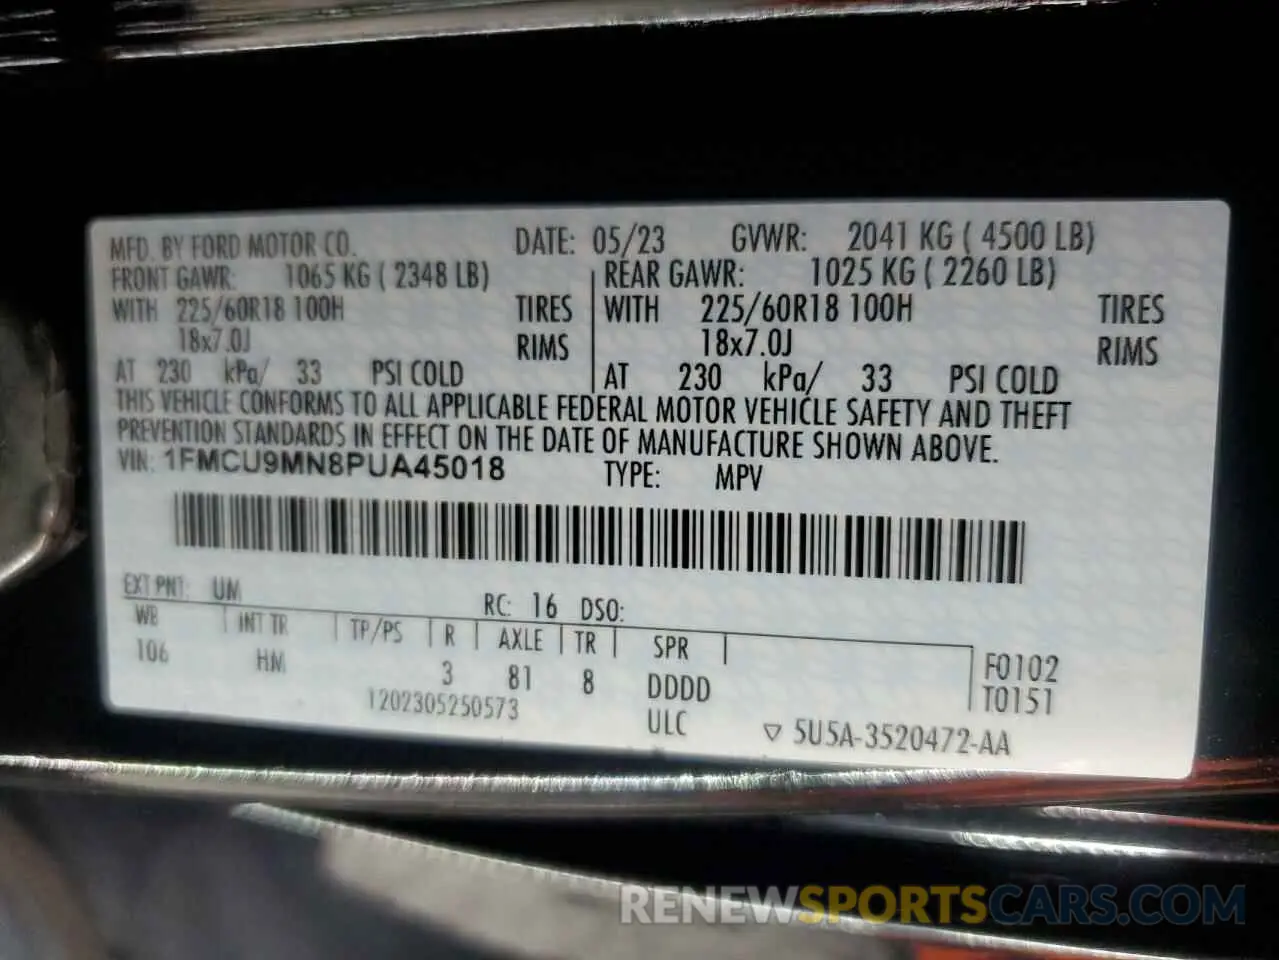 MFD. BY FORD MOTOR CO. DATE: 05/23 GVWR: 2041 KG ( 4500 LB)
FRONT GAWR: 1065 KG ( 2348 LB) REAR GAWR: 1025 KG ( 2260 LB)
WITH 225/60R18 100H TIRES WITH 225/60R18 100H TIRES
18x7.0J RIMS 18x7.0J RIMS
AT 230 kPa/ 33 PSI COLD AT 230 kPa/ 33 PSI COLD
THIS VEHICLE CONFORMS TO ALL APPLICABLE FEDERAL MOTOR VEHICLE SAFETY AND THEFT
PREVENTION STANDARDS IN EFFECT ON THE DATE OF MANUFACTURE SHOWN ABOVE.
VIN: 1FMCU9MN8PUA45018 TYPE: MPV
EXT PNT: UM RC: 16 DSO:
WB INT TR TP/PS R AXLE TR SPR
106 HM 3 81 8 DDDD F0102
1202305250573 ULC T0151
▽ 5U5A-3520472-AA
RENEWSPORTSCARS.COM